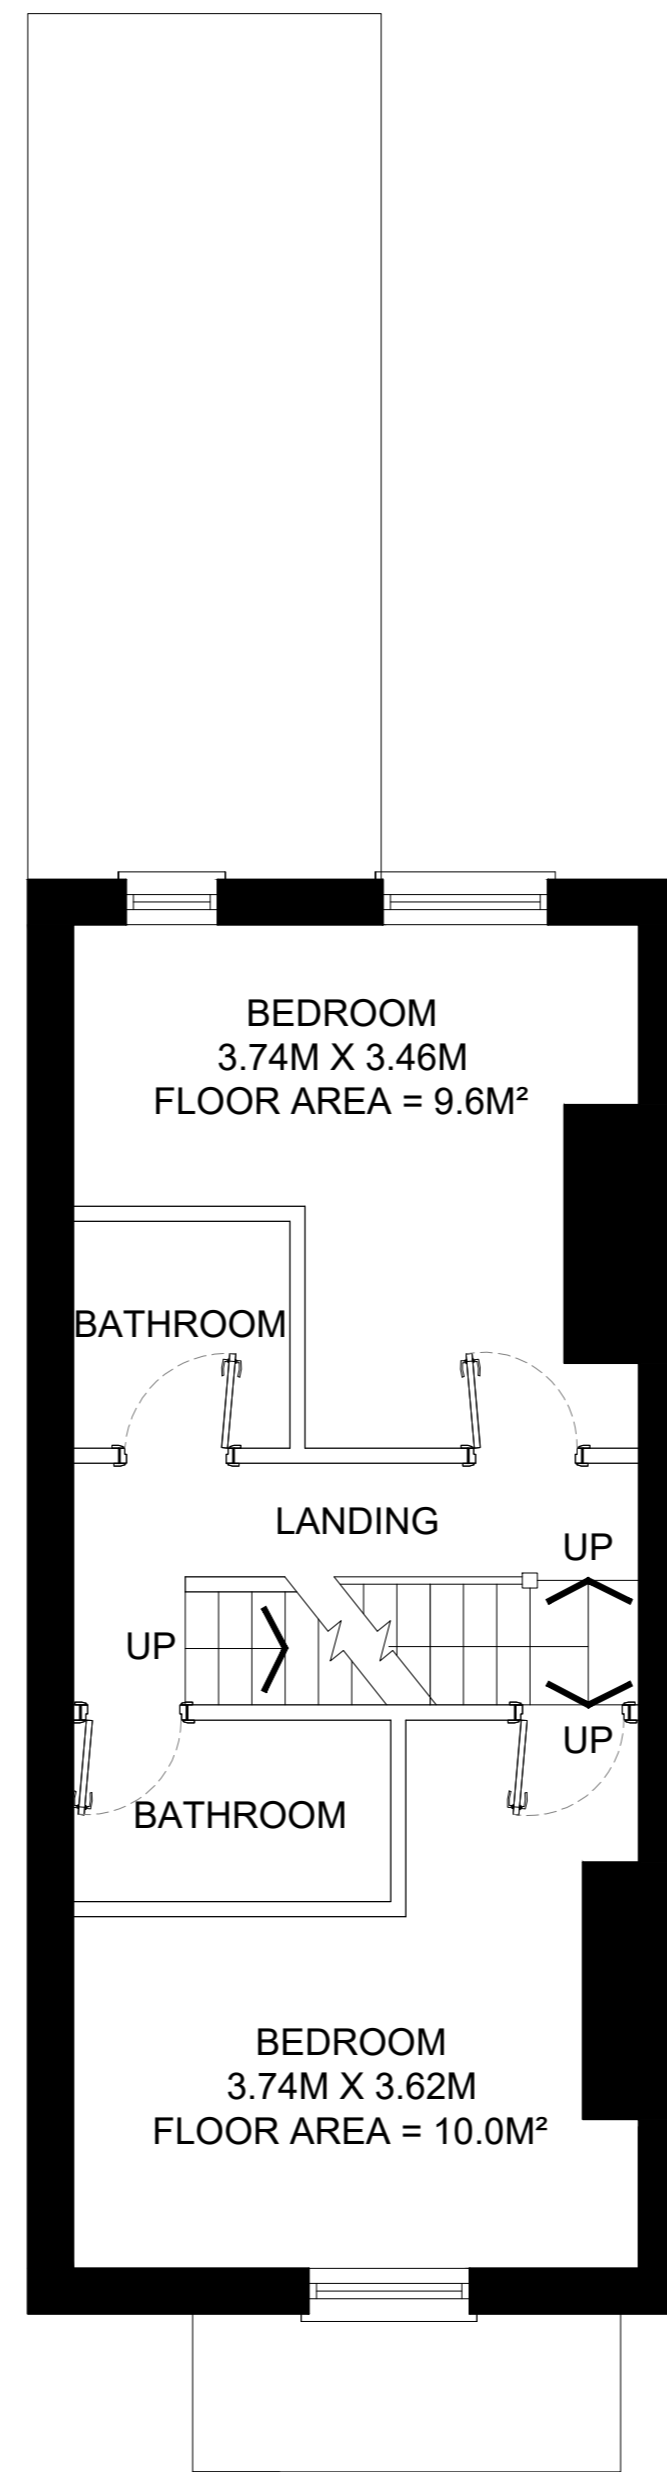 BEDROOM
3.74M X 3.46M
FLOOR AREA = 9.6M²
BATHROOM
LANDING
UP
UP
UP
BATHROOM
BEDROOM
3.74M X 3.62M
FLOOR AREA = 10.0M²